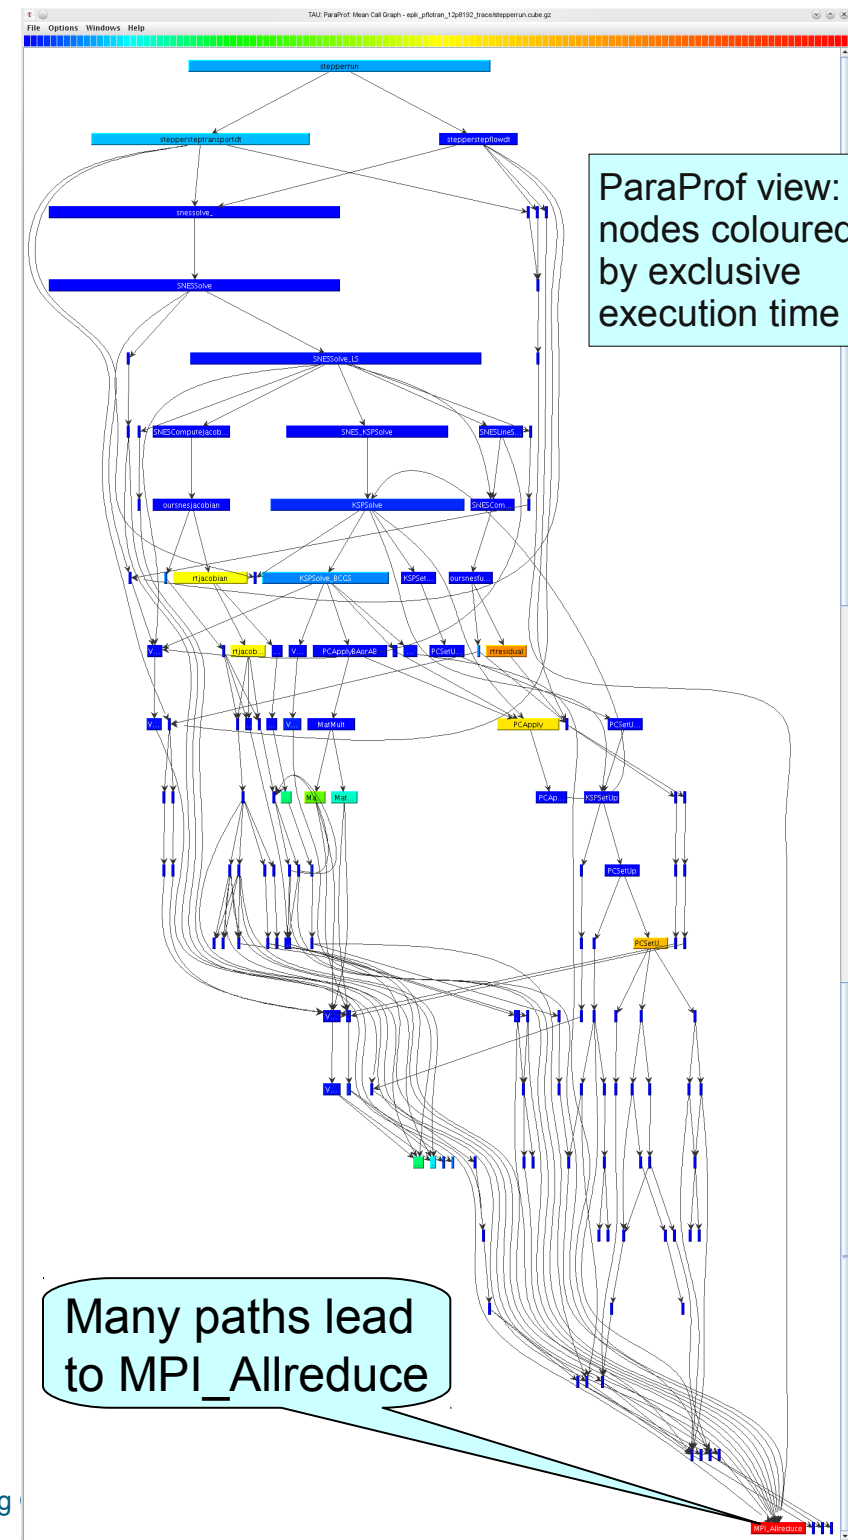 TAU: ParaProf: Mean Call Graph - epik_pflotran_12p8192_trace/stepperrun.cube.gz
File Options Windows Help
stepperrun
steppersteptransportdt
stepperstepflowdt
ParaProf view:
nodes coloured
by exclusive
execution time
snessolve_
SNESSolve
SNESSolve_LS
SNESComputeJacob...
SNES_KSPSolve
SNESLineS...
oursnesjacobian
KSPSolve
SNESCom...
rtjacobian
KSPSolve_BCGS
KSPSet...
oursnesfu...
V...
rtjacob...
...
V...
PCApplyBAorAB...
...
PCSetU...
rtresidual
V...
V...
MatMult
PCApply
PCSetU...
...
Ma...
Mat...
PCAp...
KSPSetUp
PCSetUp
PCSetU...
V...
V...
Many paths lead
to MPI_Allreduce
g
MPI_Allreduce